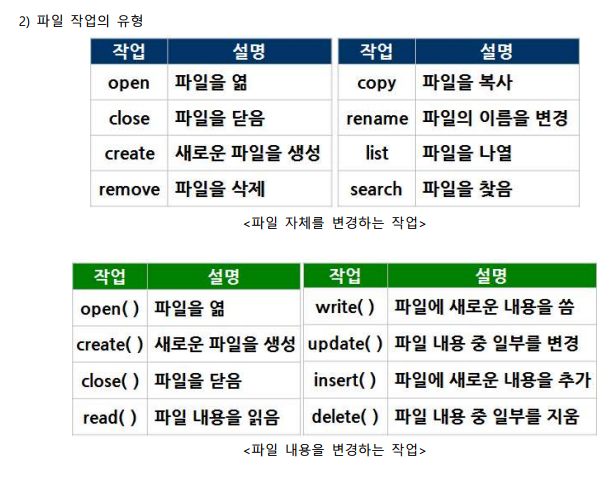 2) 파일 작업의 유형
작업 설명 작업 설명
open 파일을 엶 copy 파일을 복사
close 파일을 닫음 rename 파일의 이름을 변경
create 새로운 파일을 생성 list 파일을 나열
remove 파일을 삭제 search 파일을 찾음
<파일 자체를 변경하는 작업>
작업 설명 작업 설명
open( ) 파일을 엶 write( ) 파일에 새로운 내용을 씀
create( ) 새로운 파일을 생성 update( ) 파일 내용 중 일부를 변경
close( ) 파일을 닫음 insert( ) 파일에 새로운 내용을 추가
read( ) 파일 내용을 읽음 delete( ) 파일 내용 중 일부를 지움
<파일 내용을 변경하는 작업>